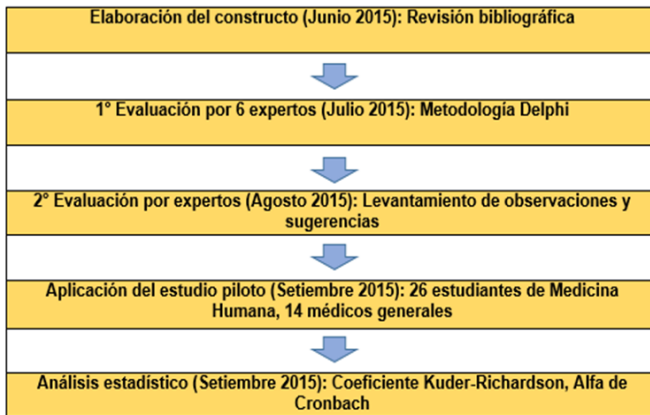 Elaboración del constructo (Junio 2015): Revisión bibliográfica
1° Evaluación por 6 expertos (Julio 2015): Metodología Delphi
2° Evaluación por expertos (Agosto 2015): Levantamiento de observaciones y
sugerencias
Aplicación del estudio piloto (Setiembre 2015): 26 estudiantes de Medicina
Humana, 14 médicos generales
Análisis estadístico (Setiembre 2015): Coeficiente Kuder-Richardson, Alfa de
Cronbach